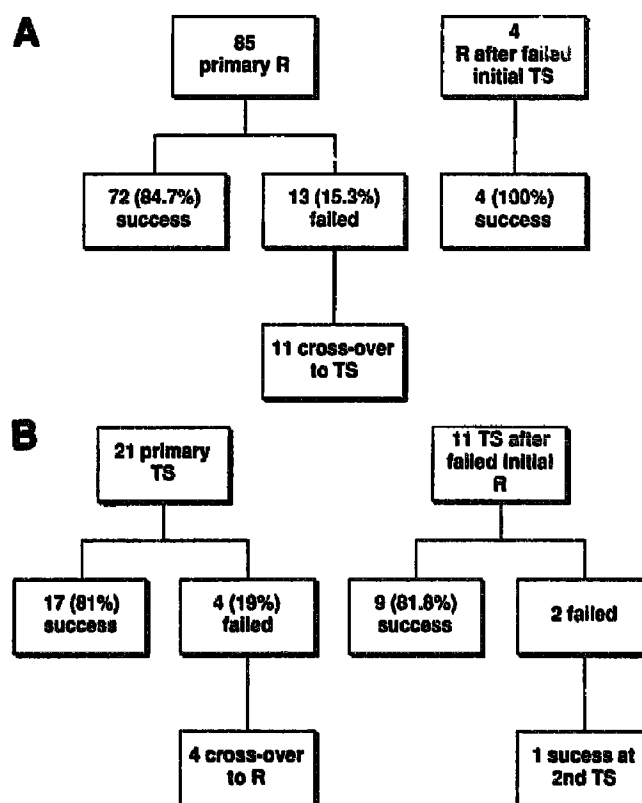 A
85
primary R
4
R after failed
initial TS
72 (84.7%)
success
13 (15.3%)
failed
4 (100%)
success
11 cross-over
to TS
B
21 primary
TS
11 TS after
failed initial
R
17 (81%)
success
4 (19%)
failed
9 (81.8%)
success
2 failed
4 cross-over
to R
1 sucess at
2nd TS